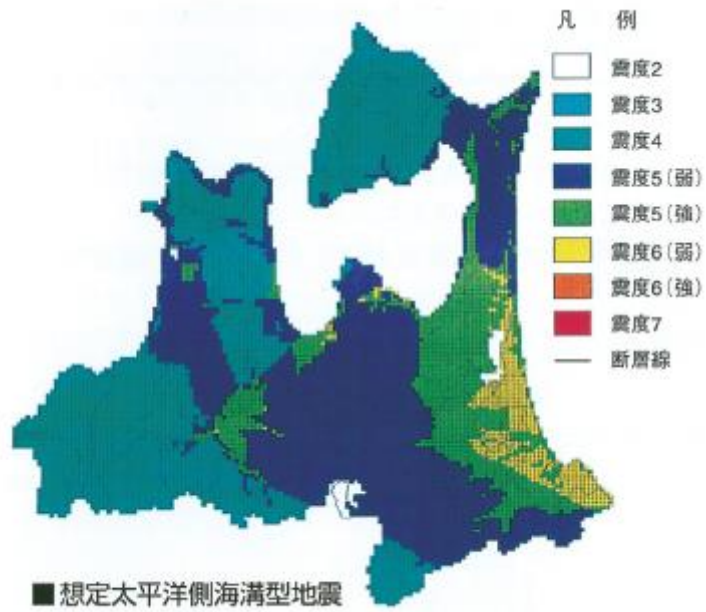 凡 例
震度2
震度3
震度4
震度5(弱)
震度5(強)
震度6(弱)
震度6(強)
震度7
断層線
■想定太平洋側海溝型地震